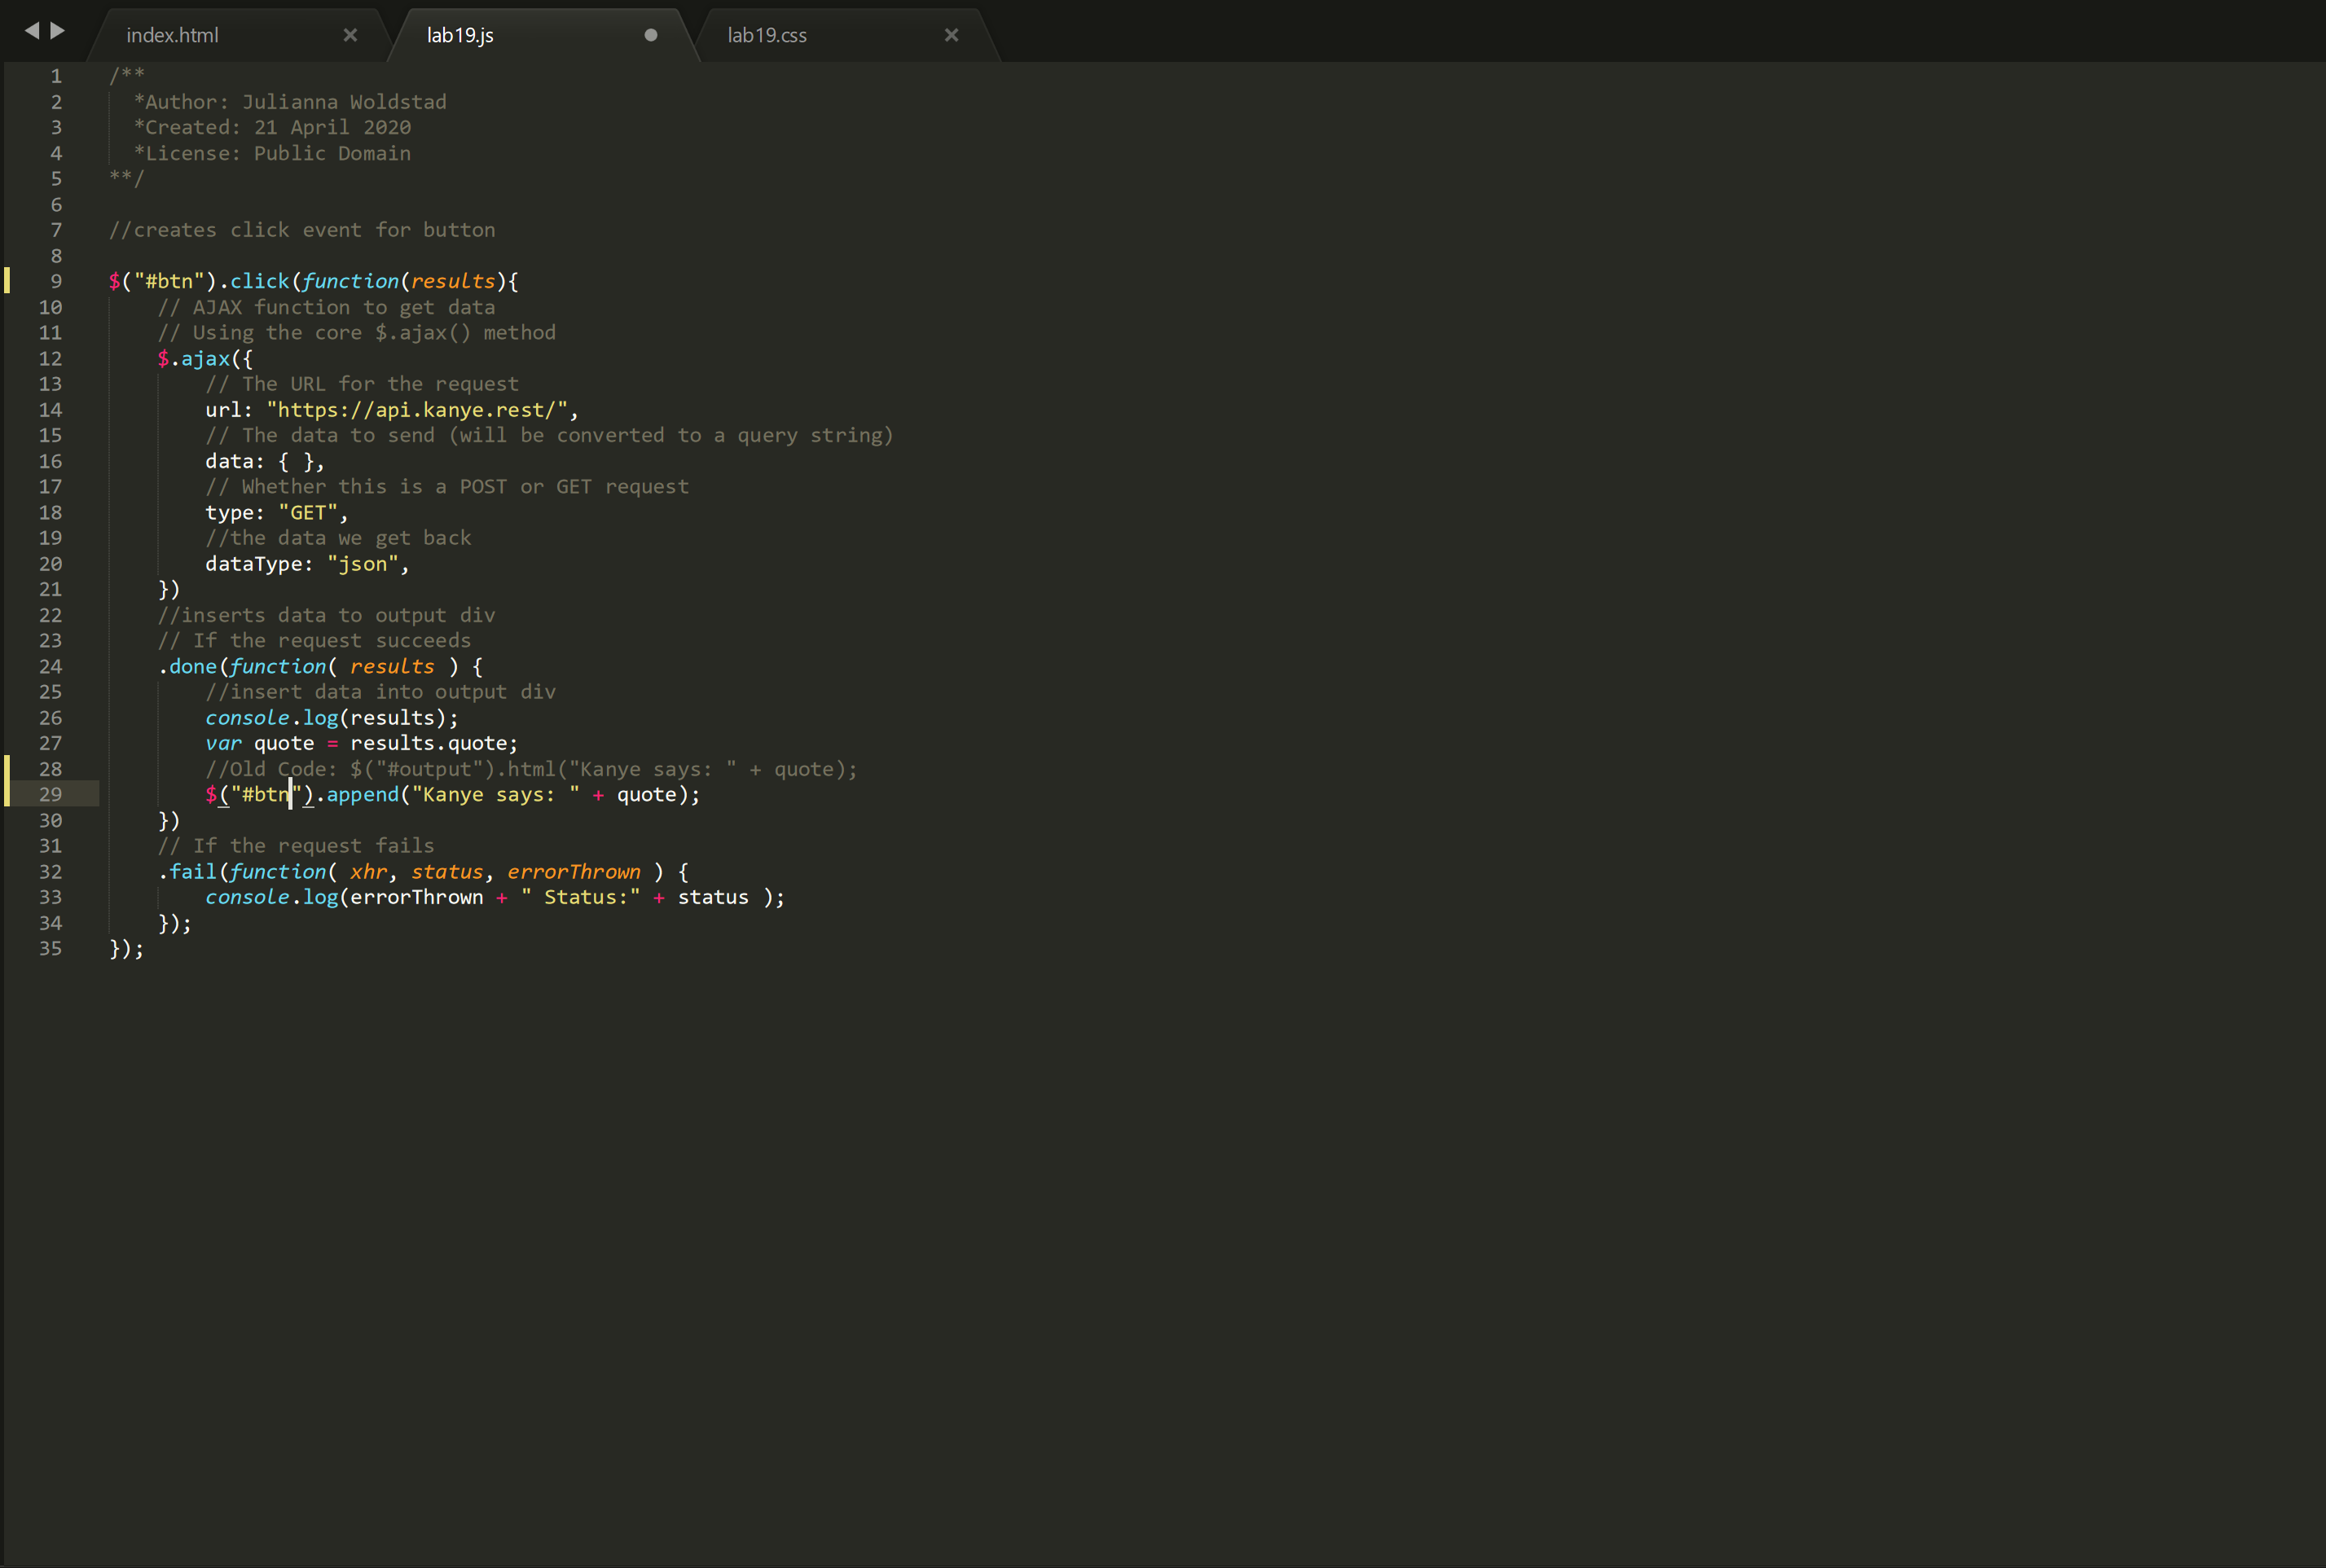 index.html × lab19.js lab19.css ×
1 /**
2   *Author: Julianna Woldstad
3   *Created: 21 April 2020
4   *License: Public Domain
5 **/
6
7 //creates click event for button
8
9 $("#btn").click(function(results){
10     // AJAX function to get data
11     // Using the core $.ajax() method
12     $.ajax({
13         // The URL for the request
14         url: "https://api.kanye.rest/",
15         // The data to send (will be converted to a query string)
16         data: { },
17         // Whether this is a POST or GET request
18         type: "GET",
19         //the data we get back
20         dataType: "json",
21     })
22     //inserts data to output div
23     // If the request succeeds
24     .done(function( results ) {
25         //insert data into output div
26         console.log(results);
27         var quote = results.quote;
28         //Old Code: $("#output").html("Kanye says: " + quote);
29         $("#btn").append("Kanye says: " + quote);
30     })
31     // If the request fails
32     .fail(function( xhr, status, errorThrown ) {
33         console.log(errorThrown + " Status:" + status );
34     });
35 });